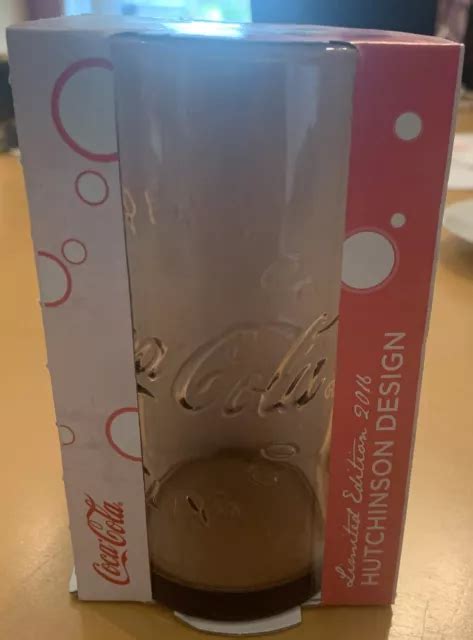 Coca-Cola
Coca-Cola
Limited Edition 2016
HUTCHINSON DESIGN